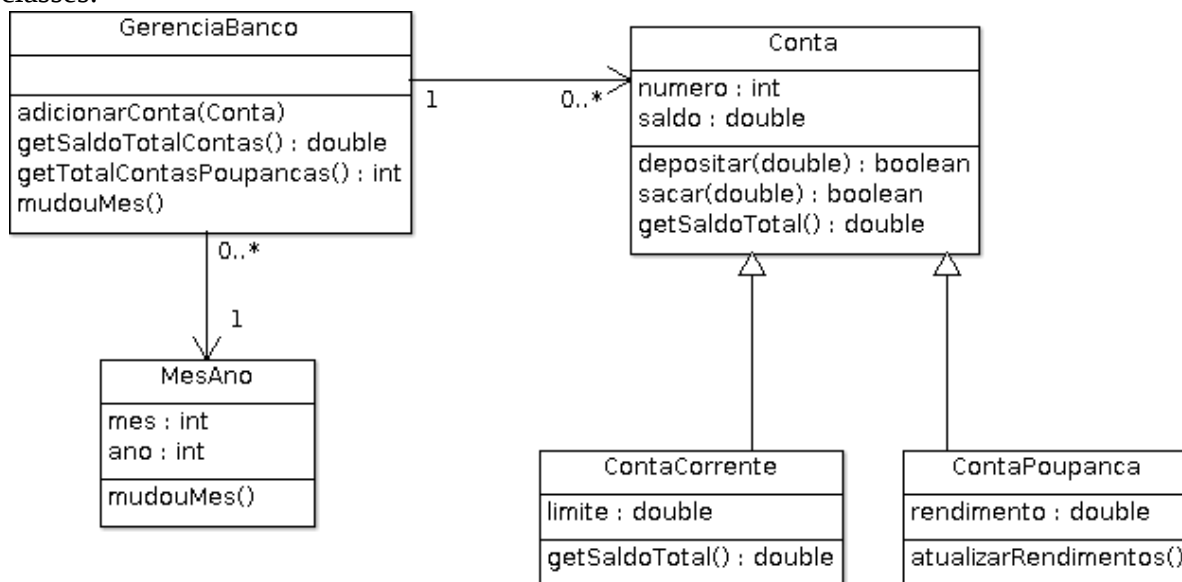 classes:
GerenciaBanco
adicionarConta(Conta)
getSaldoTotalContas() : double
getTotalContasPoupancas() : int
mudouMes()
1
0..*
Conta
numero : int
saldo : double
depositar(double) : boolean
sacar(double) : boolean
getSaldoTotal() : double
0..*
1
MesAno
mes : int
ano : int
mudouMes()
ContaCorrente
limite : double
getSaldoTotal() : double
ContaPoupanca
rendimento : double
atualizarRendimentos()